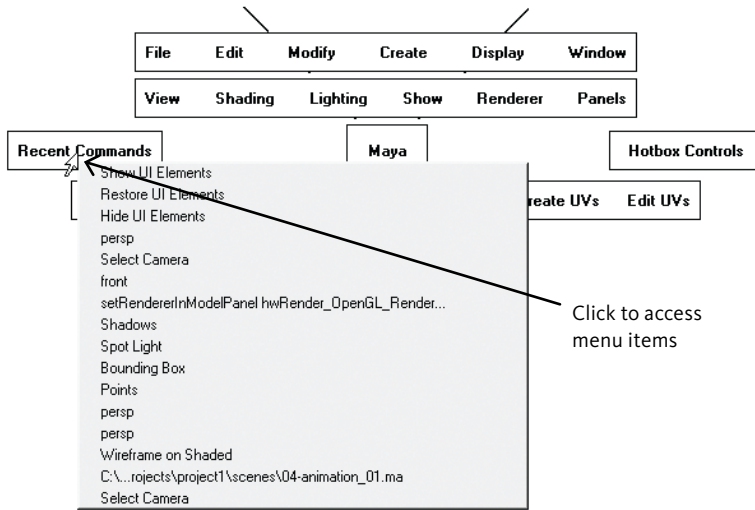 File Edit Modify Create Display Window
View Shading Lighting Show Renderer Panels
Recent Commands Maya Hotbox Controls
Show UI Elements
Restore UI Elements
Hide UI Elements
persp
Select Camera
front
setRendererInModelPanel hwRender_OpenGL_Render...
Shadows
Spot Light
Bounding Box
Points
persp
persp
Wireframe on Shaded
C:\...rojects\project1\scenes\04-animation_01.ma
Select Camera
reate UVs Edit UVs
Click to access
menu items